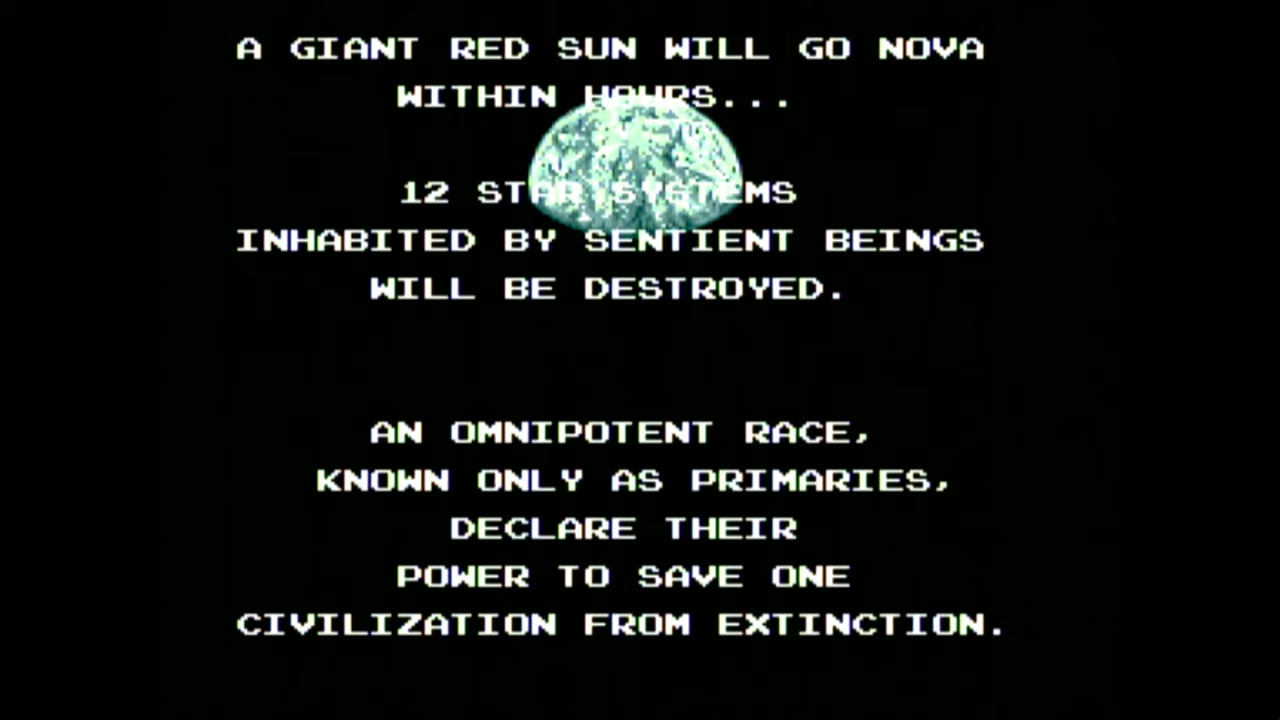 A GIANT RED SUN WILL GO NOVA
WITHIN HOURS...
12 STAR SYSTEMS
INHABITED BY SENTIENT BEINGS
WILL BE DESTROYED.
AN OMNIPOTENT RACE,
KNOWN ONLY AS PRIMARIES,
DECLARE THEIR
POWER TO SAVE ONE
CIVILIZATION FROM EXTINCTION.